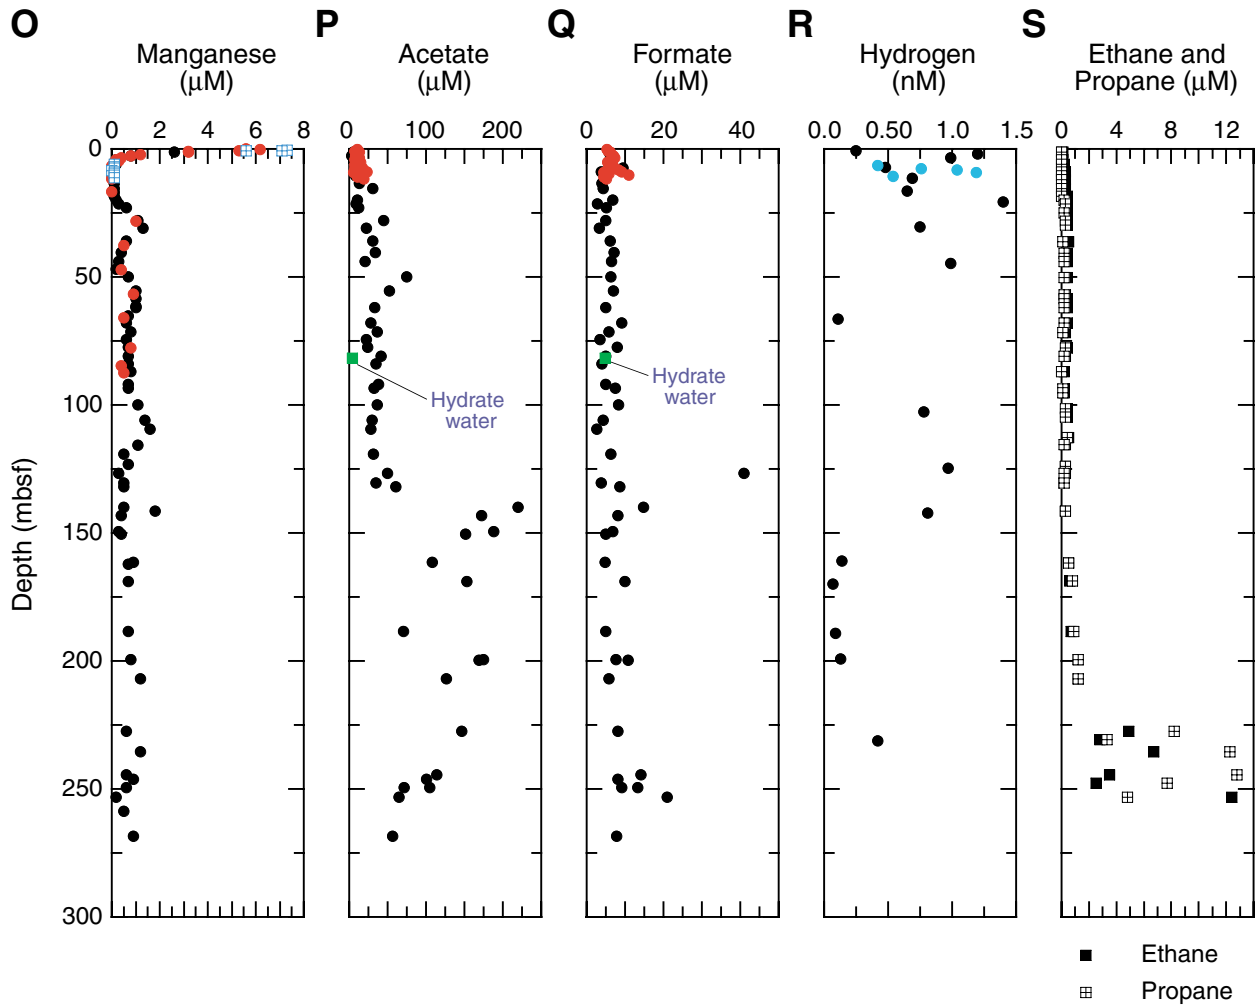 O
Manganese
(µM)
0 2 4 6 8
P
Acetate
(µM)
0 100 200
Q
Formate
(µM)
0 20 40
R
Hydrogen
(nM)
0.0 0.50 1.0 1.5
S
Ethane and
Propane (µM)
0 4 8 12
Depth (mbsf)
0
50
100
150
200
250
300
Hydrate
water
Hydrate
water
Ethane
Propane